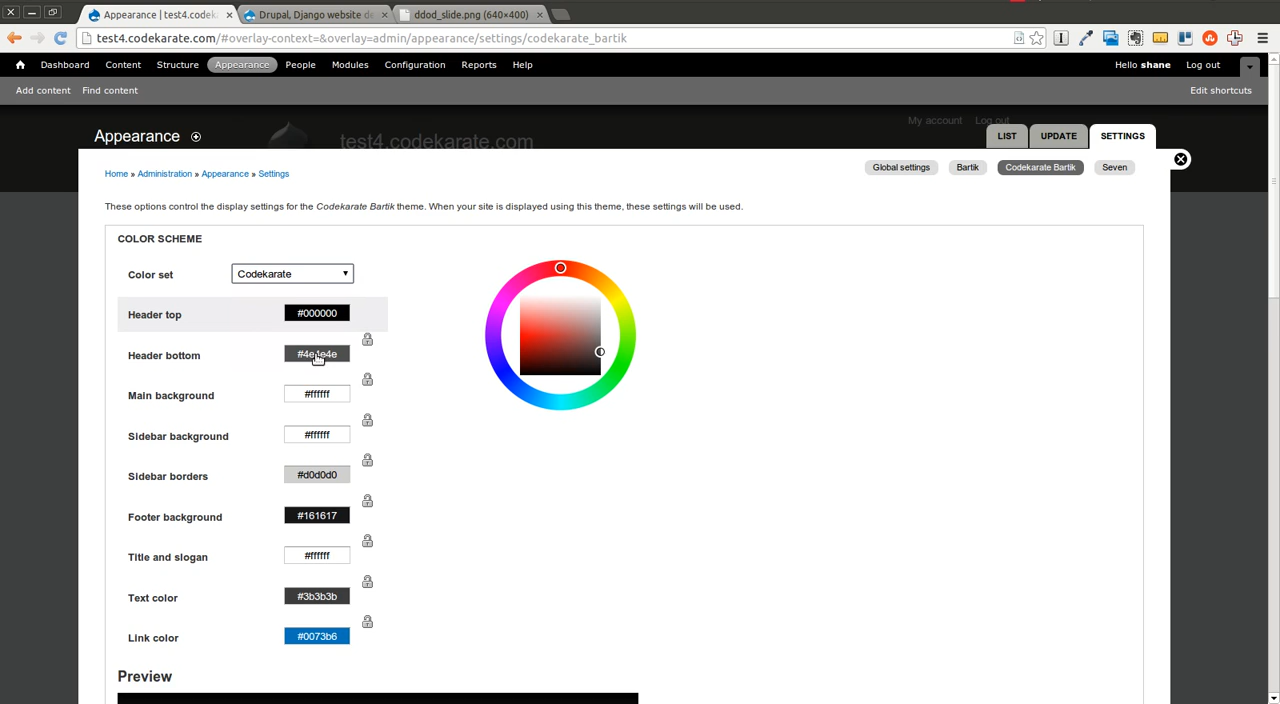 Appearance | test4.codek
Drupal, Django website de
ddod_slide.png (640×400)
test4.codekarate.com/#overlay-context=&overlay=admin/appearance/settings/codekarate_bartik
Dashboard Content Structure Appearance People Modules Configuration Reports Help Hello shane Log out
Add content Find content Edit shortcuts
My account Log out
Appearance test4.codekarate.com LIST UPDATE SETTINGS
Home » Administration » Appearance » Settings Global settings Bartik Codekarate Bartik Seven
These options control the display settings for the Codekarate Bartik theme. When your site is displayed using this theme, these settings will be used.
COLOR SCHEME
Color set Codekarate
Header top #000000
Header bottom #4e4e4e
Main background #ffffff
Sidebar background #ffffff
Sidebar borders #d0d0d0
Footer background #161617
Title and slogan #ffffff
Text color #3b3b3b
Link color #0073b6
Preview